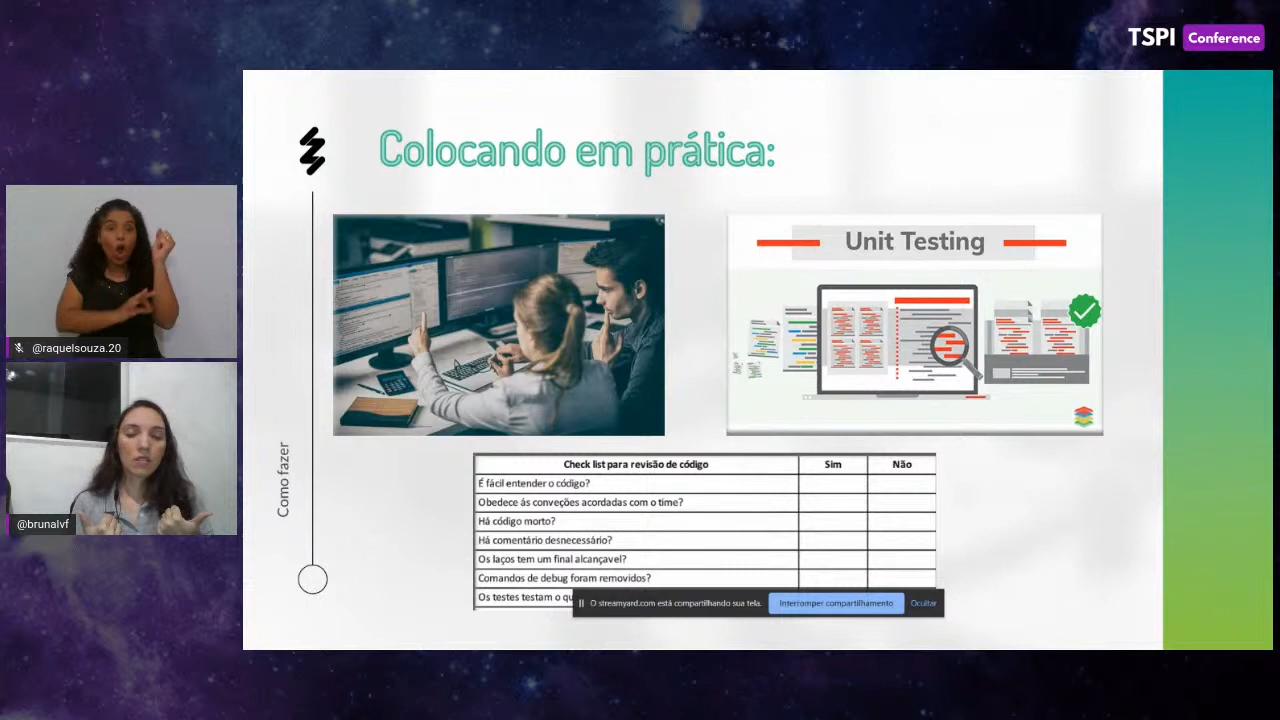 TSPI Conference
Colocando em prática:
Unit Testing
@raquelsouza.20
@brunalvf
Como fazer
Check list para revisão de código Sim Não
É fácil entender o código?
Obedece ás conveções acordadas com o time?
Há código morto?
Há comentário desnecessário?
Os laços tem um final alcançavel?
Comandos de debug foram removidos?
Os testes testam o
O streamyard.com está compartilhando sua tela. Interromper compartilhamento Ocultar